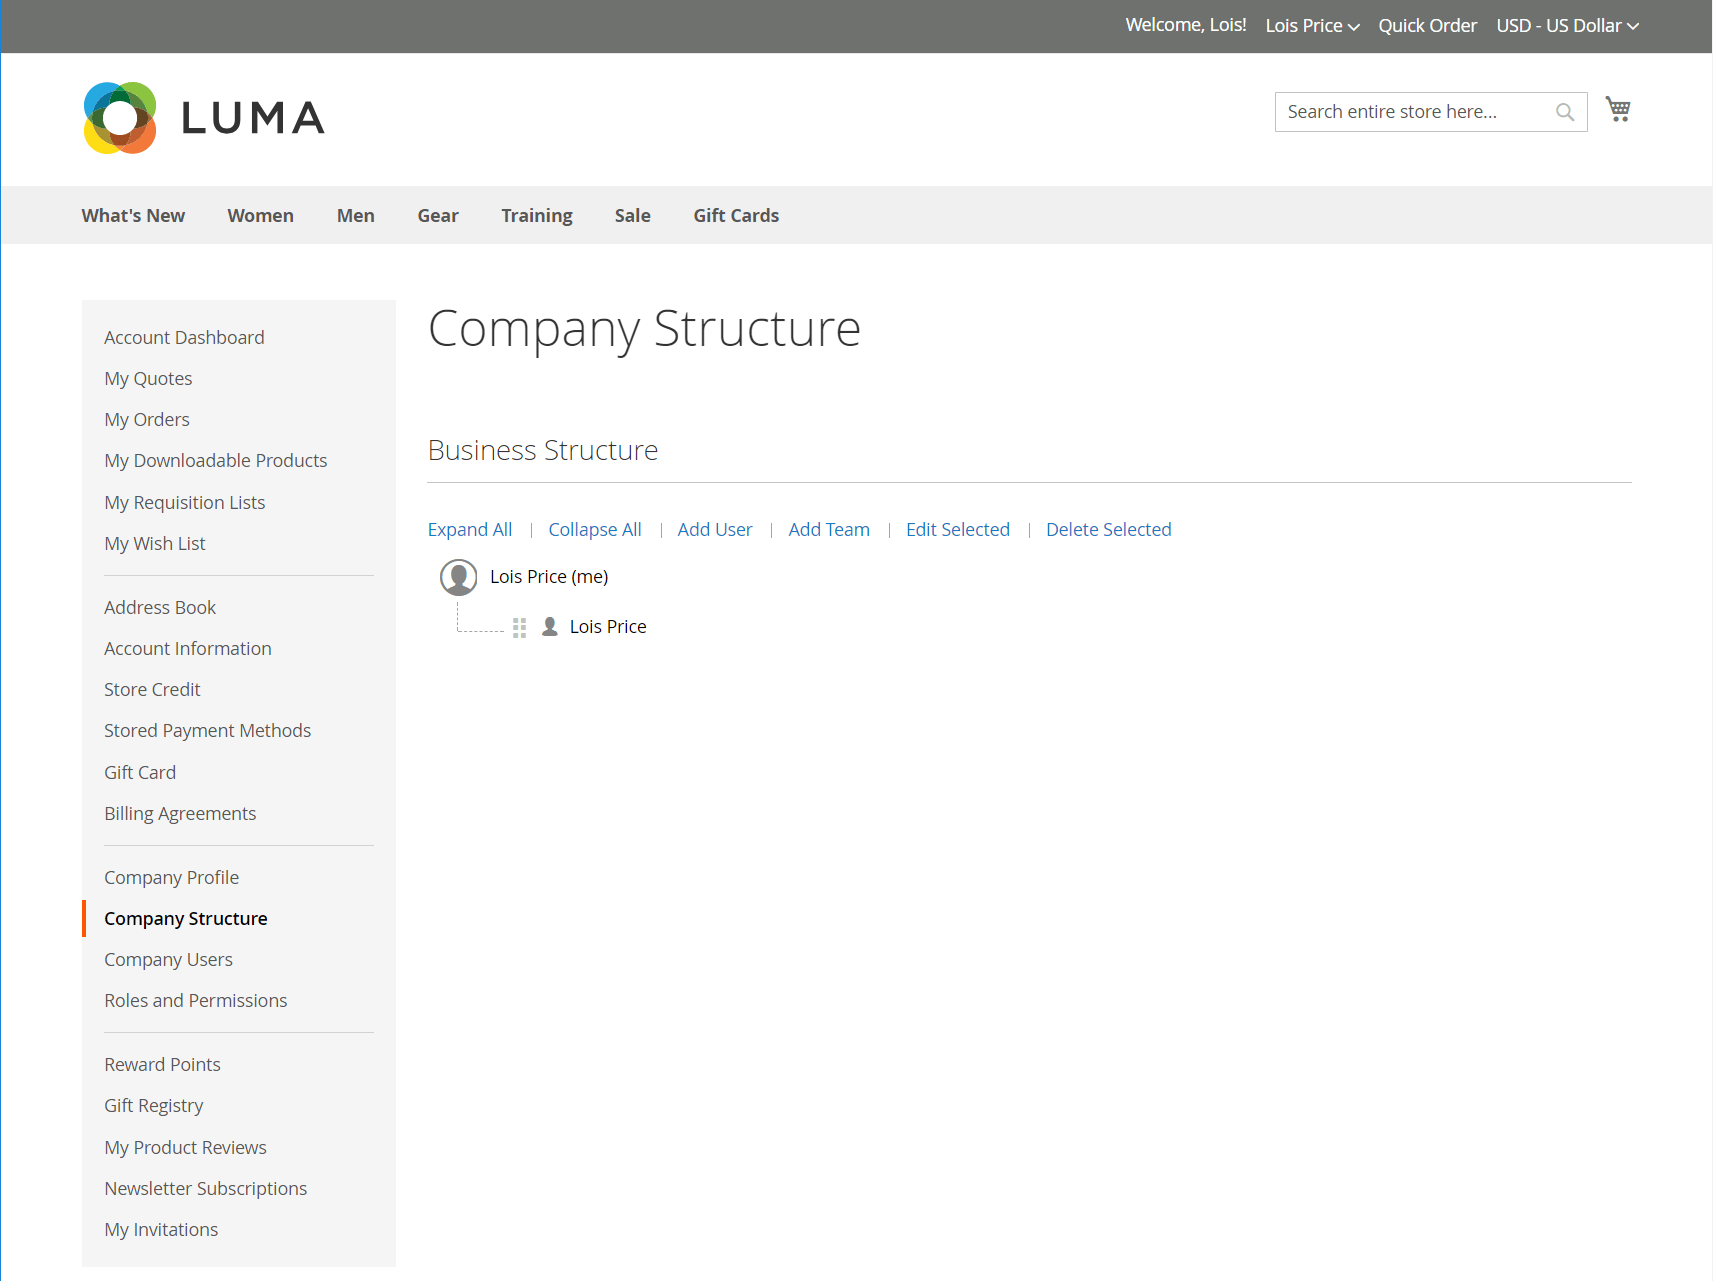 Welcome, Lois! Lois Price Quick Order USD - US Dollar
LUMA
Search entire store here...
What's New Women Men Gear Training Sale Gift Cards
Account Dashboard
My Quotes
My Orders
My Downloadable Products
My Requisition Lists
My Wish List
Address Book
Account Information
Store Credit
Stored Payment Methods
Gift Card
Billing Agreements
Company Profile
Company Structure
Company Users
Roles and Permissions
Reward Points
Gift Registry
My Product Reviews
Newsletter Subscriptions
My Invitations
Company Structure
Business Structure
Expand All | Collapse All | Add User | Add Team | Edit Selected | Delete Selected
Lois Price (me)
Lois Price